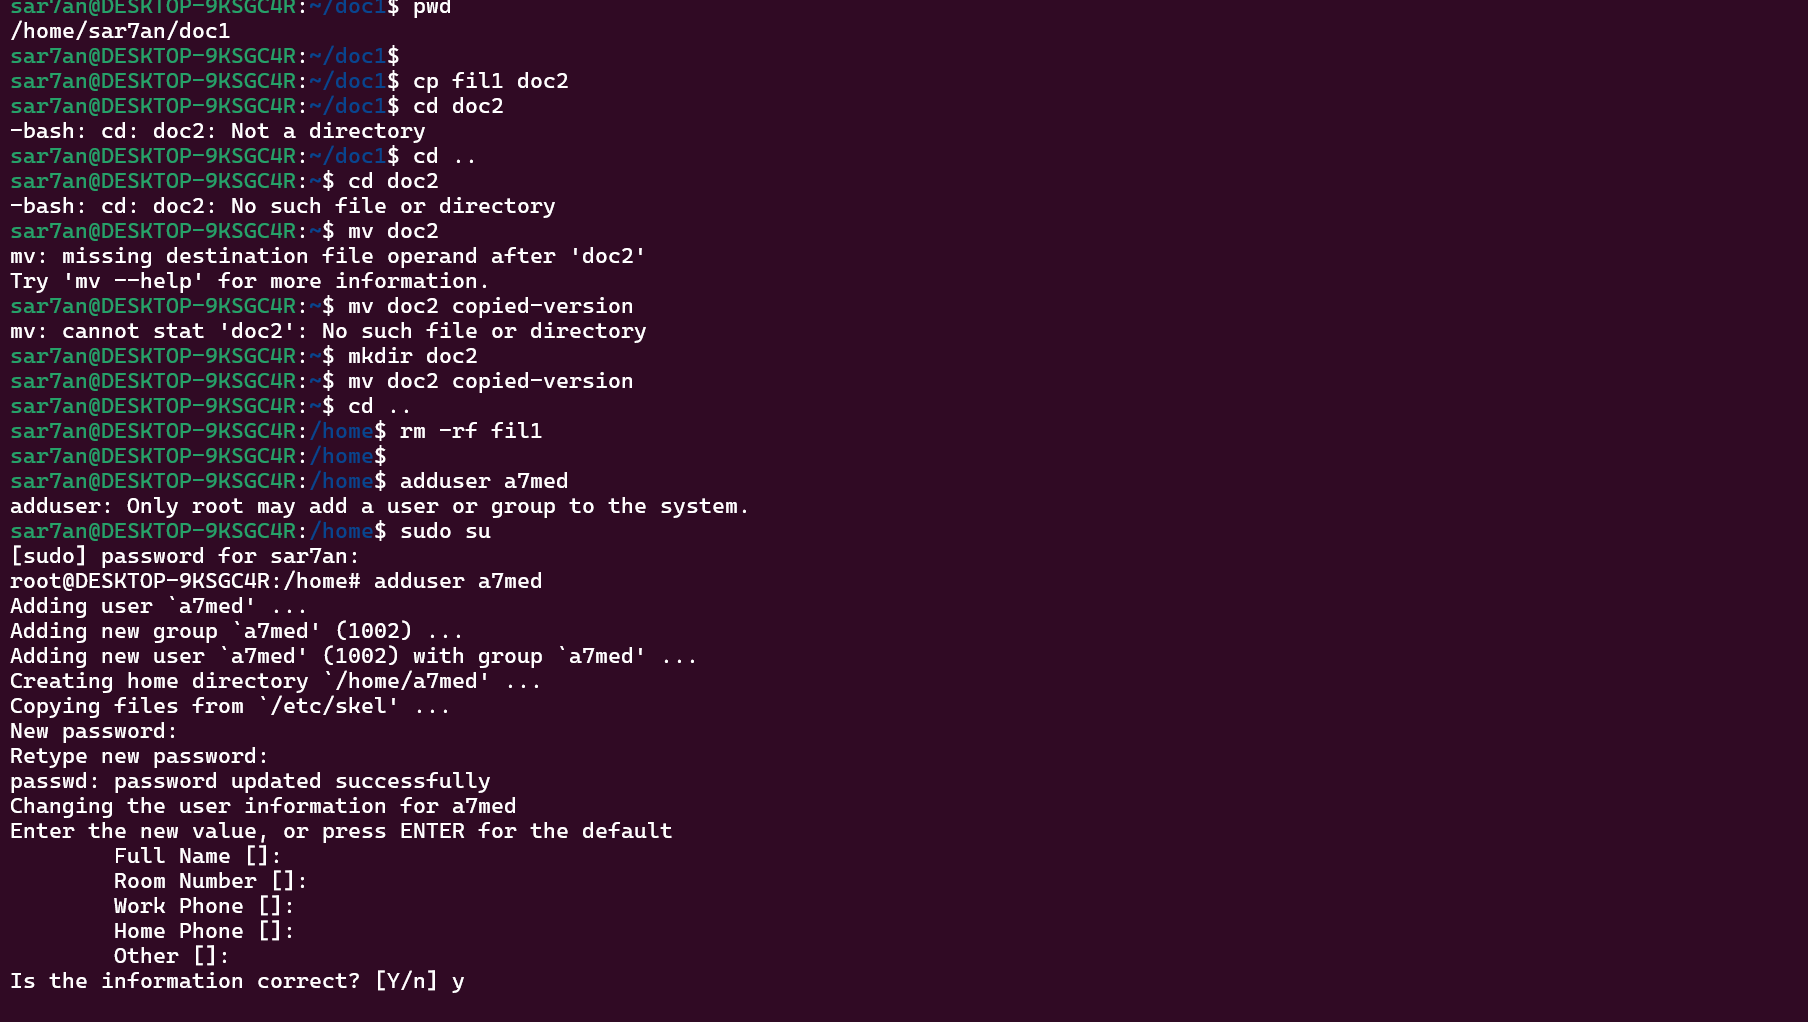 sar7an@DESKTOP-9KSGC4R:~/doc1$ pwd
/home/sar7an/doc1
sar7an@DESKTOP-9KSGC4R:~/doc1$
sar7an@DESKTOP-9KSGC4R:~/doc1$ cp fil1 doc2
sar7an@DESKTOP-9KSGC4R:~/doc1$ cd doc2
-bash: cd: doc2: Not a directory
sar7an@DESKTOP-9KSGC4R:~/doc1$ cd ..
sar7an@DESKTOP-9KSGC4R:~$ cd doc2
-bash: cd: doc2: No such file or directory
sar7an@DESKTOP-9KSGC4R:~$ mv doc2
mv: missing destination file operand after 'doc2'
Try 'mv --help' for more information.
sar7an@DESKTOP-9KSGC4R:~$ mv doc2 copied-version
mv: cannot stat 'doc2': No such file or directory
sar7an@DESKTOP-9KSGC4R:~$ mkdir doc2
sar7an@DESKTOP-9KSGC4R:~$ mv doc2 copied-version
sar7an@DESKTOP-9KSGC4R:~$ cd ..
sar7an@DESKTOP-9KSGC4R:/home$ rm -rf fil1
sar7an@DESKTOP-9KSGC4R:/home$
sar7an@DESKTOP-9KSGC4R:/home$ adduser a7med
adduser: Only root may add a user or group to the system.
sar7an@DESKTOP-9KSGC4R:/home$ sudo su
[sudo] password for sar7an:
root@DESKTOP-9KSGC4R:/home# adduser a7med
Adding user `a7med' ...
Adding new group `a7med' (1002) ...
Adding new user `a7med' (1002) with group `a7med' ...
Creating home directory `/home/a7med' ...
Copying files from `/etc/skel' ...
New password:
Retype new password:
passwd: password updated successfully
Changing the user information for a7med
Enter the new value, or press ENTER for the default
Full Name []:
Room Number []:
Work Phone []:
Home Phone []:
Other []:
Is the information correct? [Y/n] y